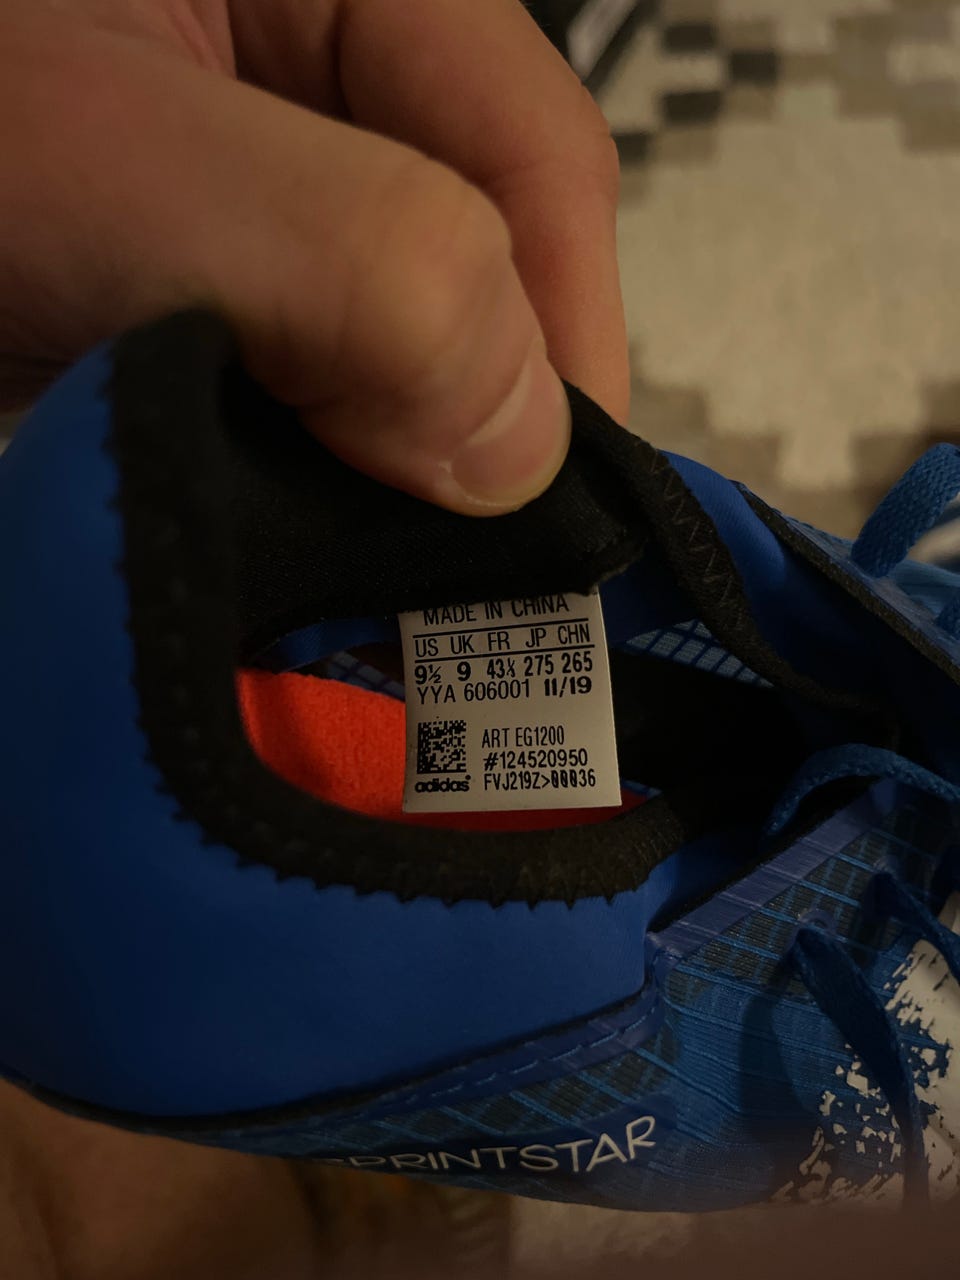 MADE IN CHINA
US UK FR JP CHN
9½ 9 43⅓ 275 265
YYA 606001 11/19
ART EG1200
#124520950
FVJ219Z>00036
adidas
SPRINTSTAR